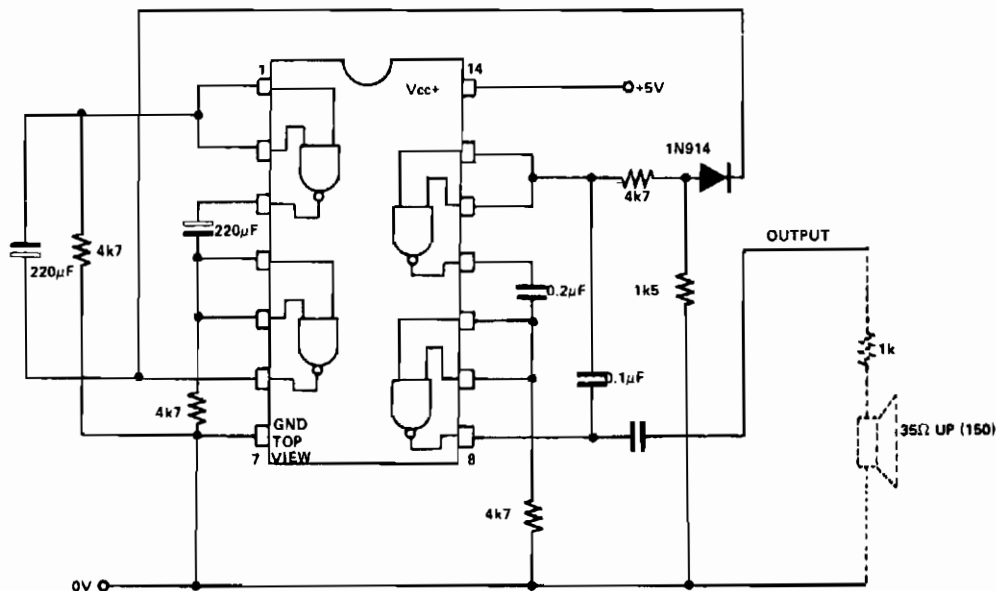 1
14
Vcc+
+5V
1N914
4k7
220µF
4k7
220µF
OUTPUT
0.2µF
1k5
1k
0.1µF
4k7
GND
TOP
VIEW
7
8
35Ω UP (150)
4k7
0V